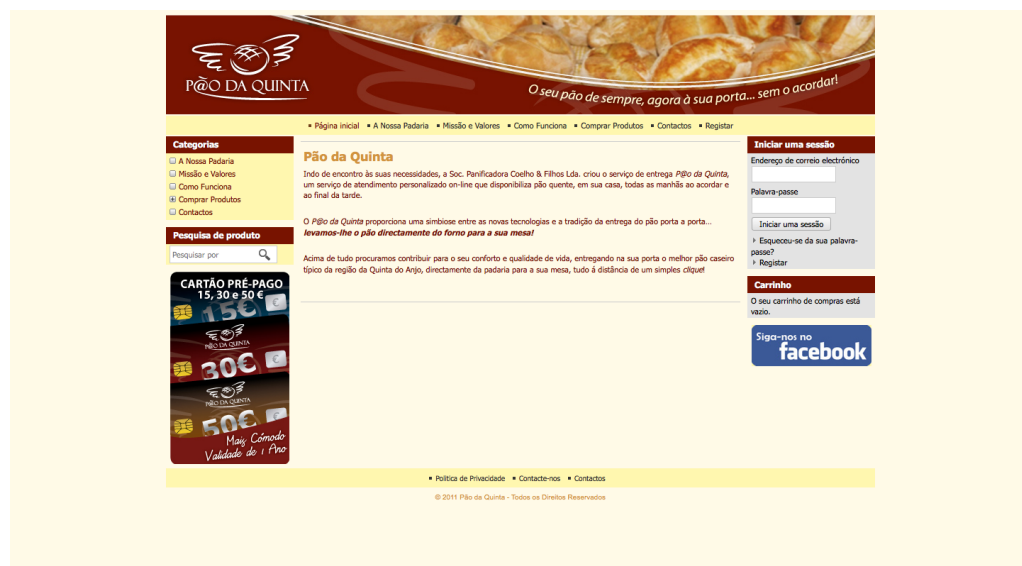 P@O DA QUINTA
O seu pão de sempre, agora à sua porta... sem o acordar!
Página inicial A Nossa Padaria Missão e Valores Como Funciona Comprar Produtos Contactos Registar
Categorias
A Nossa Padaria
Missão e Valores
Como Funciona
Comprar Produtos
Contactos
Pesquisa de produto
Pesquisar por
CARTÃO PRÉ-PAGO
15, 30 e 50 €
15€
P@O DA QUINTA
30€
P@O DA QUINTA
50€
Mais Cómodo
Validade de 1 Ano
Pão da Quinta
Indo de encontro às suas necessidades, a Soc. Panificadora Coelho & Filhos Lda. criou o serviço de entrega P@o da Quinta,
um serviço de atendimento personalizado on-line que disponibiliza pão quente, em sua casa, todas as manhãs ao acordar e
ao final da tarde.
O P@o da Quinta proporciona uma simbiose entre as novas tecnologias e a tradição da entrega do pão porta a porta...
levamos-lhe o pão directamente do forno para a sua mesa!
Acima de tudo procuramos contribuir para o seu conforto e qualidade de vida, entregando na sua porta o melhor pão caseiro
típico da região da Quinta do Anjo, directamente da padaria para a sua mesa, tudo á distância de um simples clique!
Iniciar uma sessão
Endereço de correio electrónico
Palavra-passe
Iniciar uma sessão
Esqueceu-se da sua palavra-
passe?
Registar
Carrinho
O seu carrinho de compras está
vazio.
Siga-nos no
facebook
Política de Privacidade Contacte-nos Contactos
© 2011 Pão da Quinta - Todos os Direitos Reservados